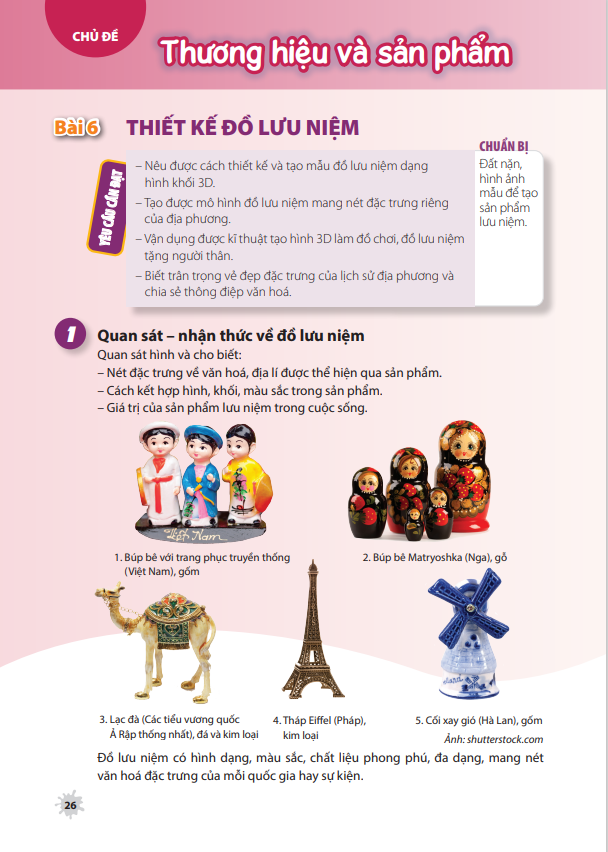 CHỦ ĐỀ
Thương hiệu và sản phẩm
Bài 6
THIẾT KẾ ĐỒ LƯU NIỆM
YÊU CẦU CẦN ĐẠT
– Nêu được cách thiết kế và tạo mẫu đồ lưu niệm dạng
hình khối 3D.
– Tạo được mô hình đồ lưu niệm mang nét đặc trưng riêng
của địa phương.
– Vận dụng được kĩ thuật tạo hình 3D làm đồ chơi, đồ lưu niệm
tặng người thân.
– Biết trân trọng vẻ đẹp đặc trưng của lịch sử địa phương và
chia sẻ thông điệp văn hoá.
CHUẨN BỊ
Đất nặn,
hình ảnh
mẫu để tạo
sản phẩm
lưu niệm.
1
Quan sát – nhận thức về đồ lưu niệm
Quan sát hình và cho biết:
– Nét đặc trưng về văn hoá, địa lí được thể hiện qua sản phẩm.
– Cách kết hợp hình, khối, màu sắc trong sản phẩm.
– Giá trị của sản phẩm lưu niệm trong cuộc sống.
Việt Nam
1. Búp bê với trang phục truyền thống
(Việt Nam), gốm
2. Búp bê Matryoshka (Nga), gỗ
3. Lạc đà (Các tiểu vương quốc
Ả Rập thống nhất), đá và kim loại
4. Tháp Eiffel (Pháp),
kim loại
5. Cối xay gió (Hà Lan), gốm
Ảnh: shutterstock.com
Đồ lưu niệm có hình dạng, màu sắc, chất liệu phong phú, đa dạng, mang nét
văn hoá đặc trưng của mỗi quốc gia hay sự kiện.
26